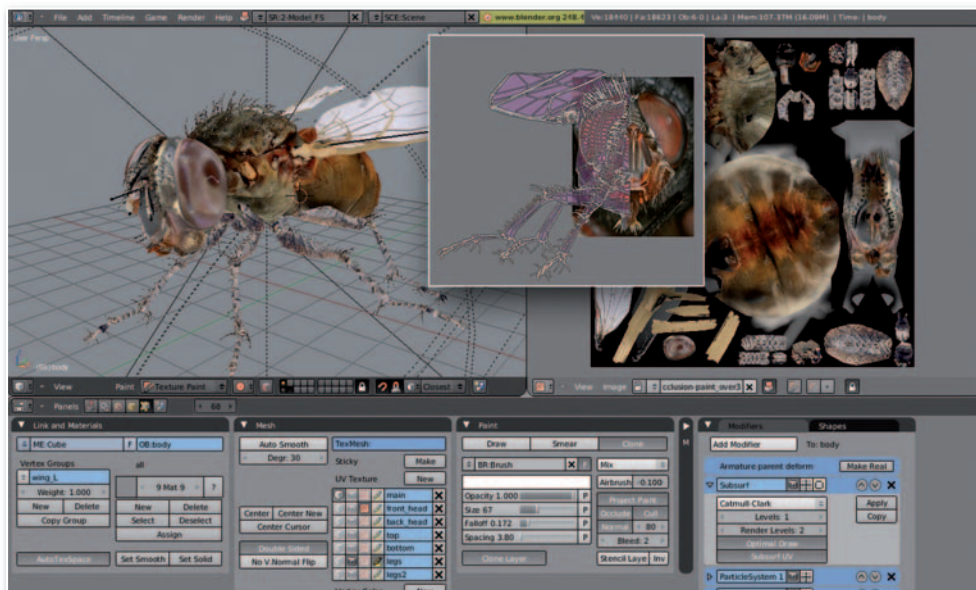 File Add Timeline Game Render Help SR:2-Model_FS SCE:Scene www.blender.org 248.4 Ve:18440 | Fa:18623 | Ob:6-0 | La:3 | Mem:107.37M (16.09M) | Time: | body
User Persp
View Paint Texture Paint Closest View Image cclusion-paint_over3
Panels 68
Link and Materials
ME:Cube F OB:body
Vertex Groups
wing_L
Weight: 1.000
New Delete
Copy Group
AutoTexSpace
all
9 Mat 9 ?
New Delete
Select Deselect
Assign
Set Smooth Set Solid
Mesh
Auto Smooth
Degr: 30
TexMesh:
Sticky Make
UV Texture New
main
front_head
back_head
top
bottom
legs
legs2
Center Center New
Center Cursor
Double Sided
No V.Normal Flip
Paint
Draw Smear Clone
BR:Brush F
Opacity 1.000 P
Size 67 P
Falloff 0.172 P
Spacing 3.80 P
Clone Layer
Mix
Airbrush 0.100
Project Paint
Occlude Cull
Normal 80
Bleed: 2
Stencil Laye Inv
M
Modifiers Shapes
Add Modifier To: body
Armature parent deform Make Real
Subsurf
Catmull-Clark
Levels: 1
Render Levels: 2
Optimal Draw
Subsurf UV
Apply
Copy
ParticleSystem 1